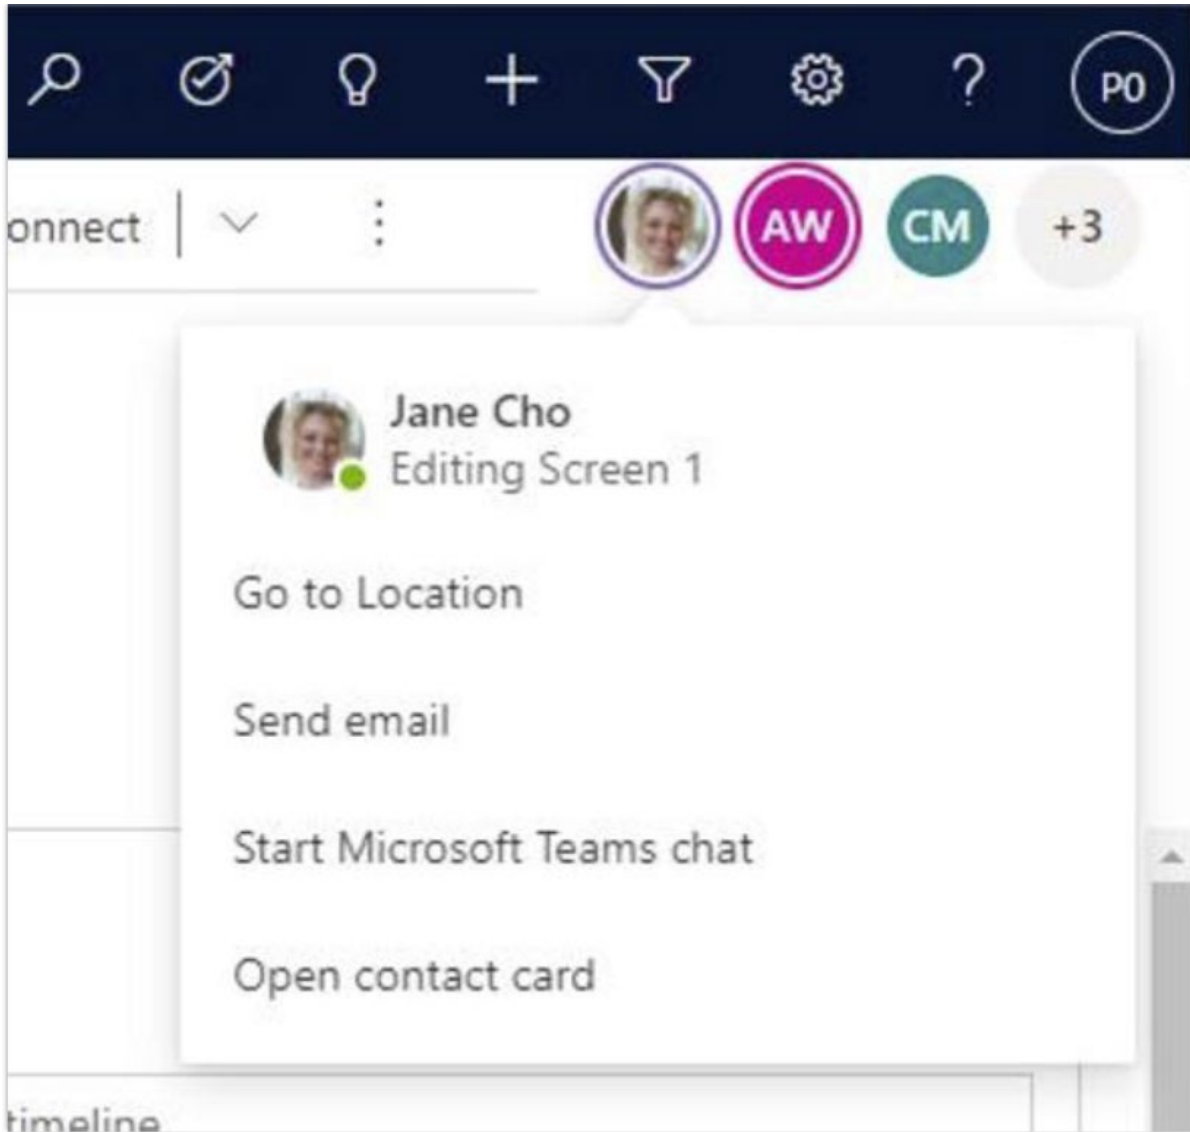 ?
P0
onnect
AW
CM
+3
Jane Cho
Editing Screen 1
Go to Location
Send email
Start Microsoft Teams chat
Open contact card
timeline